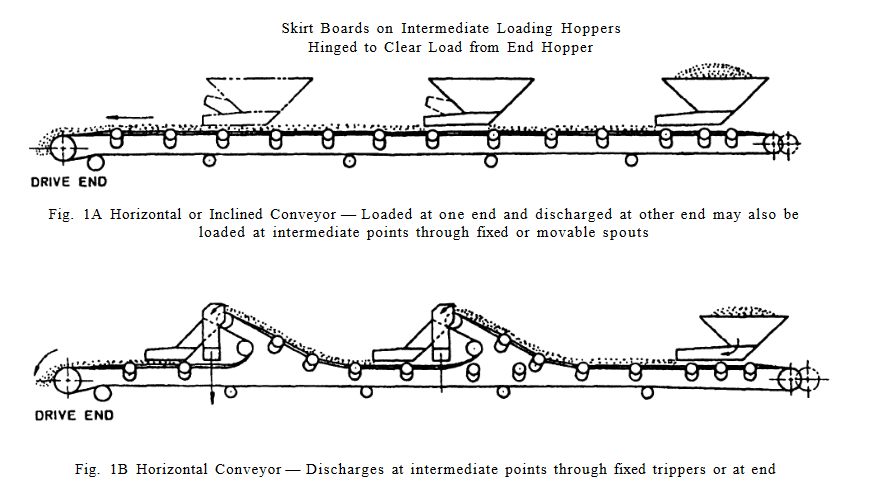 Skirt Boards on Intermediate Loading Hoppers
Hinged to Clear Load from End Hopper
DRIVE END
Fig. 1A Horizontal or Inclined Conveyor — Loaded at one end and discharged at other end may also be
loaded at intermediate points through fixed or movable spouts
DRIVE END
Fig. 1B Horizontal Conveyor — Discharges at intermediate points through fixed trippers or at end